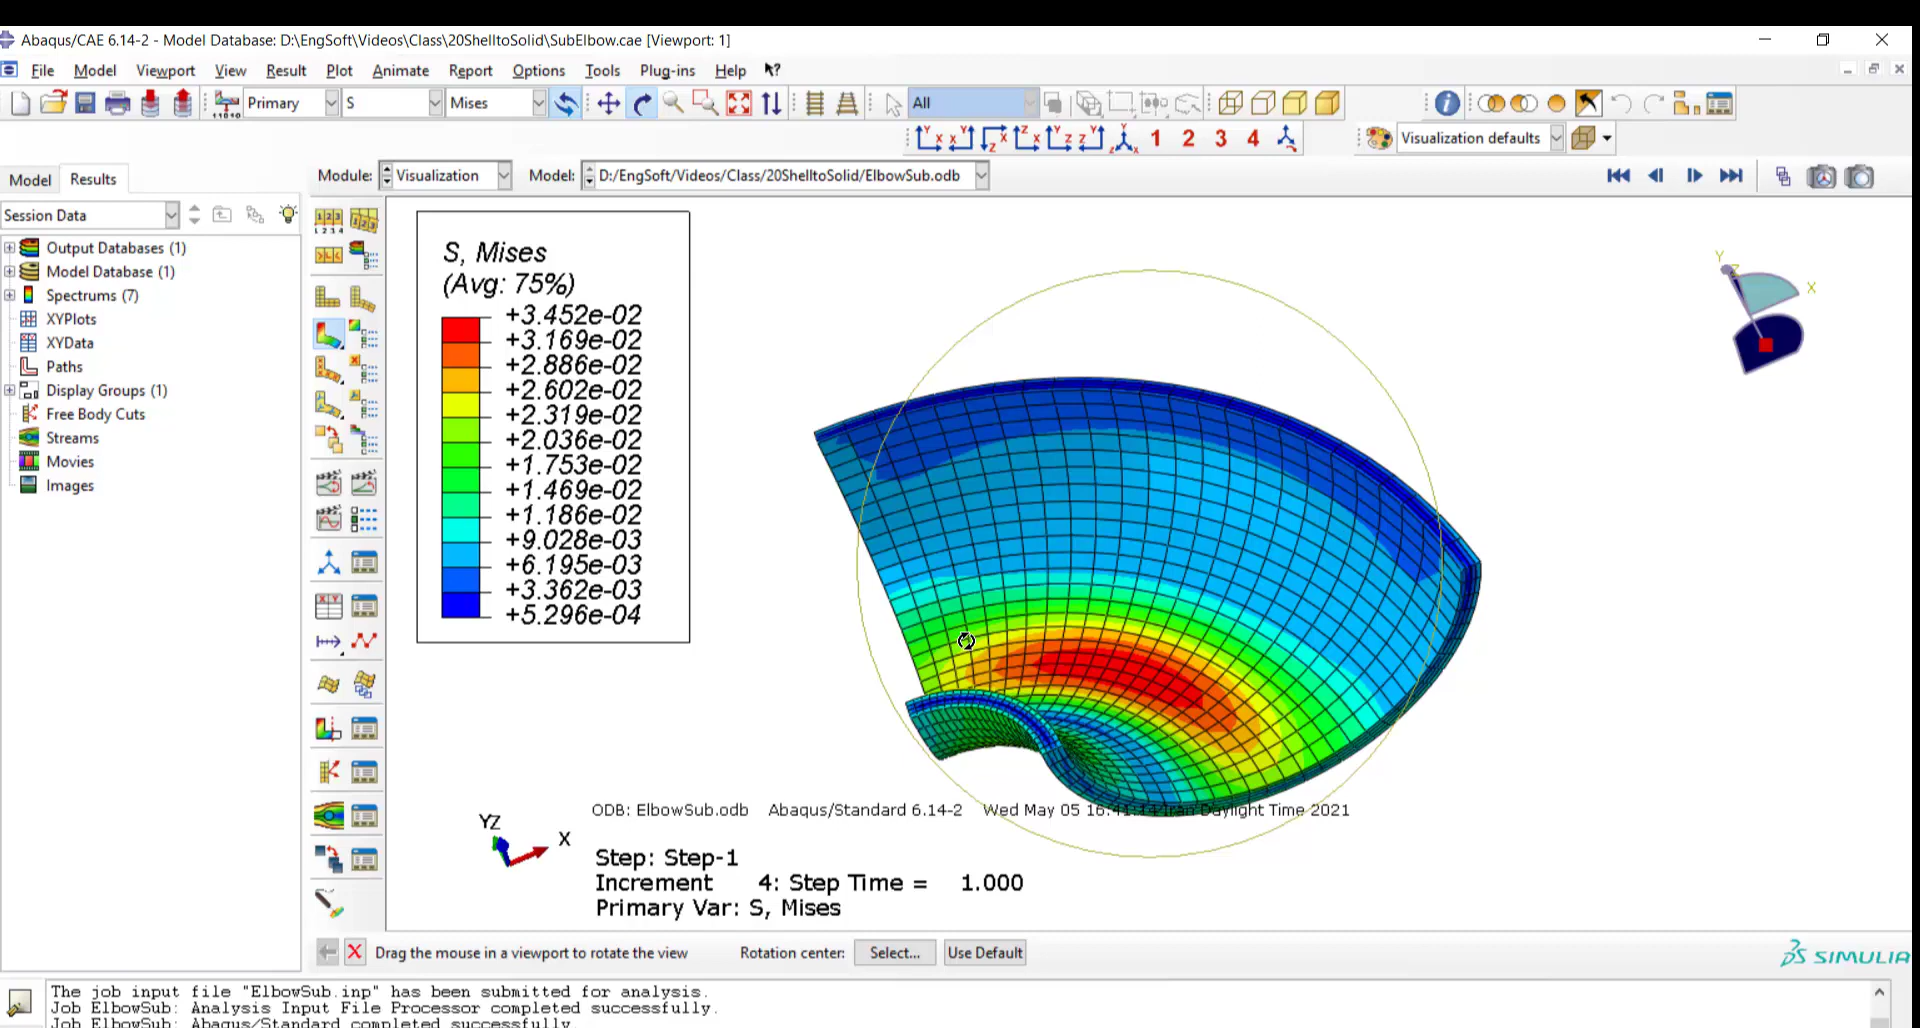 Abaqus/CAE 6.14-2 - Model Database: D:\EngSoft\Videos\Class\20ShelltoSolid\SubElbow.cae [Viewport: 1]
File Model Viewport View Result Plot Animate Report Options Tools Plug-ins Help
Primary S Mises All
1 2 3 4 Visualization defaults
Model Results
Module: Visualization Model: D:/EngSoft/Videos/Class/20ShelltoSolid/ElbowSub.odb
Session Data
Output Databases (1)
Model Database (1)
Spectrums (7)
XYPlots
XYData
Paths
Display Groups (1)
Free Body Cuts
Streams
Movies
Images
S, Mises
(Avg: 75%)
+3.452e-02
+3.169e-02
+2.886e-02
+2.602e-02
+2.319e-02
+2.036e-02
+1.753e-02
+1.469e-02
+1.186e-02
+9.028e-03
+6.195e-03
+3.362e-03
+5.296e-04
Y
Z
X
YZ
X
ODB: ElbowSub.odb Abaqus/Standard 6.14-2 Wed May 05 Iran Daylight Time 2021
Step: Step-1
Increment 4: Step Time = 1.000
Primary Var: S, Mises
Drag the mouse in a viewport to rotate the view Rotation center: Select... Use Default
SIMULIA
The job input file "ElbowSub.inp" has been submitted for analysis.
Job ElbowSub: Analysis Input File Processor completed successfully.
Job ElbowSub: Abaqus/Standard completed successfully.